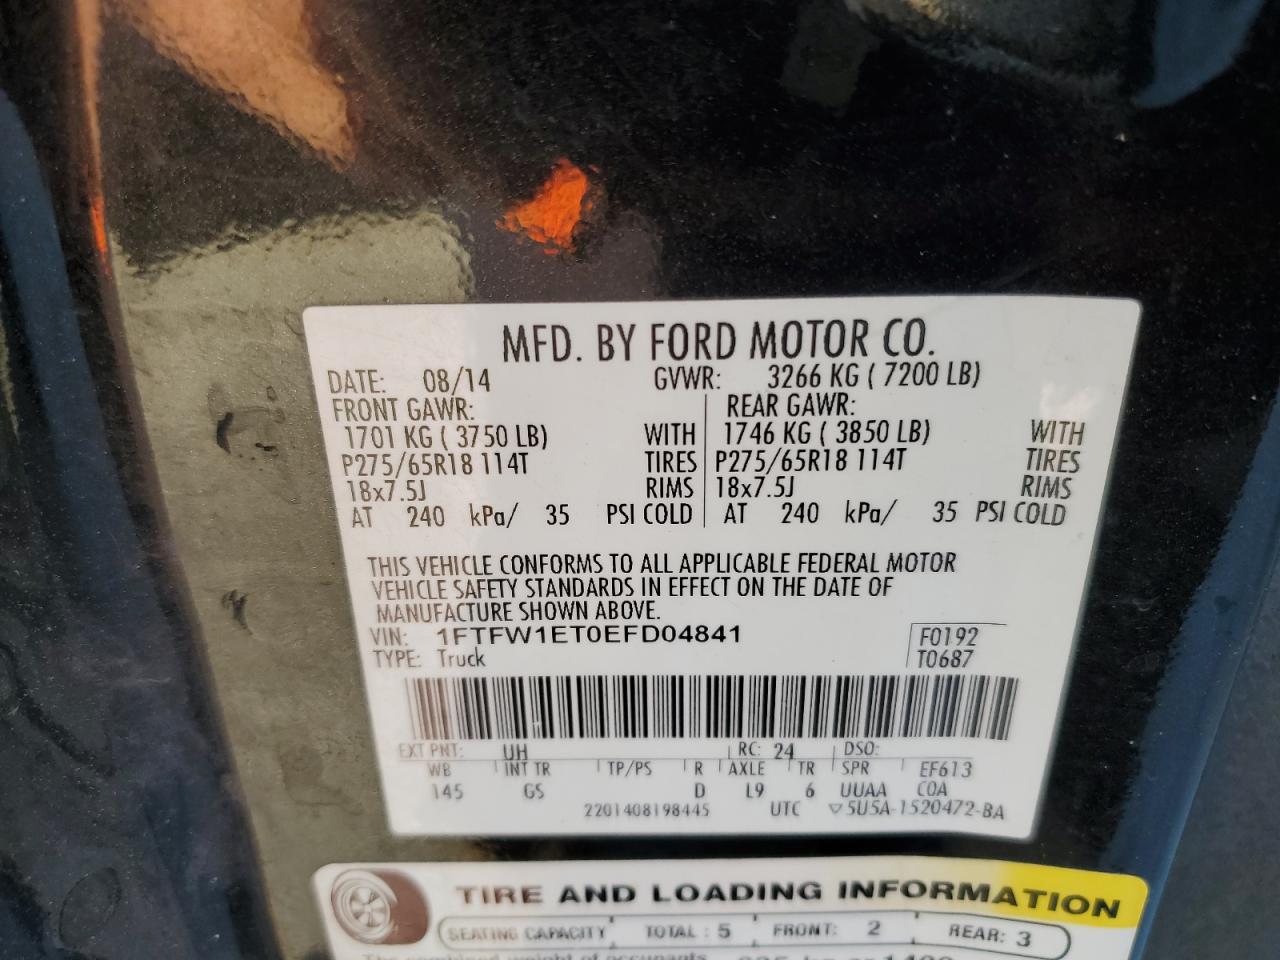 MFD. BY FORD MOTOR CO.
DATE: 08/14 GVWR: 3266 KG ( 7200 LB)
FRONT GAWR: REAR GAWR:
1701 KG ( 3750 LB) WITH 1746 KG ( 3850 LB) WITH
P275/65R18 114T TIRES P275/65R18 114T TIRES
18x7.5J RIMS 18x7.5J RIMS
AT 240 kPa/ 35 PSI COLD AT 240 kPa/ 35 PSI COLD
THIS VEHICLE CONFORMS TO ALL APPLICABLE FEDERAL MOTOR
VEHICLE SAFETY STANDARDS IN EFFECT ON THE DATE OF
MANUFACTURE SHOWN ABOVE.
VIN: 1FTFW1ET0EFD04841 F0192
TYPE: Truck T0687
EXT PNT: UH RC: 24 DSO:
WB INT TR TP/PS R AXLE TR SPR EF613
145 GS D L9 6 UUAA COA
2201408198445 UTC ▽5U5A-1520472-BA
TIRE AND LOADING INFORMATION
SEATING CAPACITY TOTAL : 5 FRONT: 2 REAR: 3
The combined weight of occupants